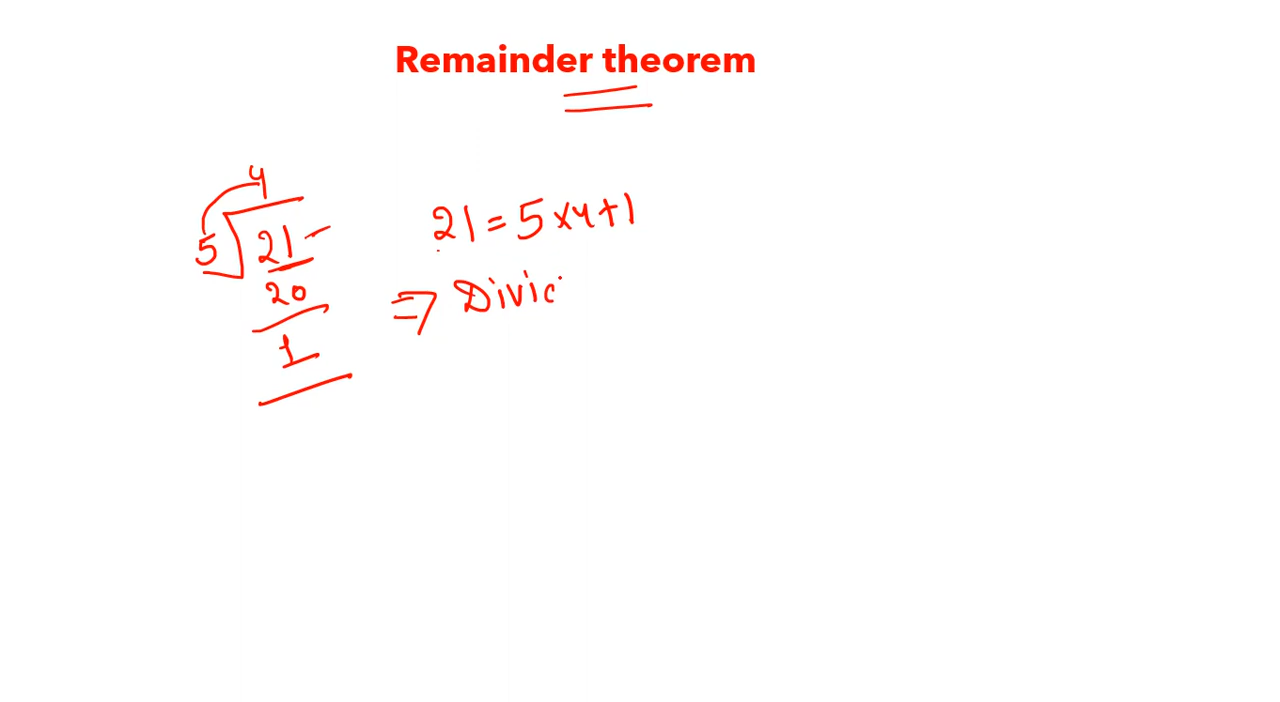 Remainder theorem
4
5 21
20
1
21 = 5 x 4 + 1
⇒ Divic